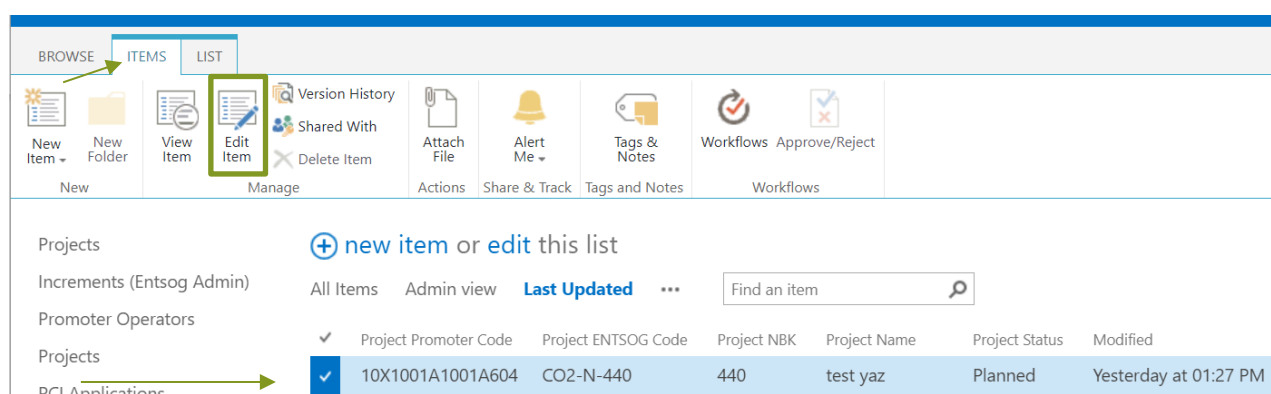 BROWSE ITEMS LIST
New Item
New Folder
View Item
Edit Item
Version History
Shared With
Delete Item
Attach File
Alert Me
Tags & Notes
Workflows
Approve/Reject
New
Manage
Actions
Share & Track
Tags and Notes
Workflows
Projects
Increments (Entsog Admin)
Promoter Operators
Projects
PCI Applications
new item or edit this list
All Items Admin view Last Updated ... Find an item
Project Promoter Code Project ENTSOG Code Project NBK Project Name Project Status Modified
10X1001A1001A604 CO2-N-440 440 test yaz Planned Yesterday at 01:27 PM